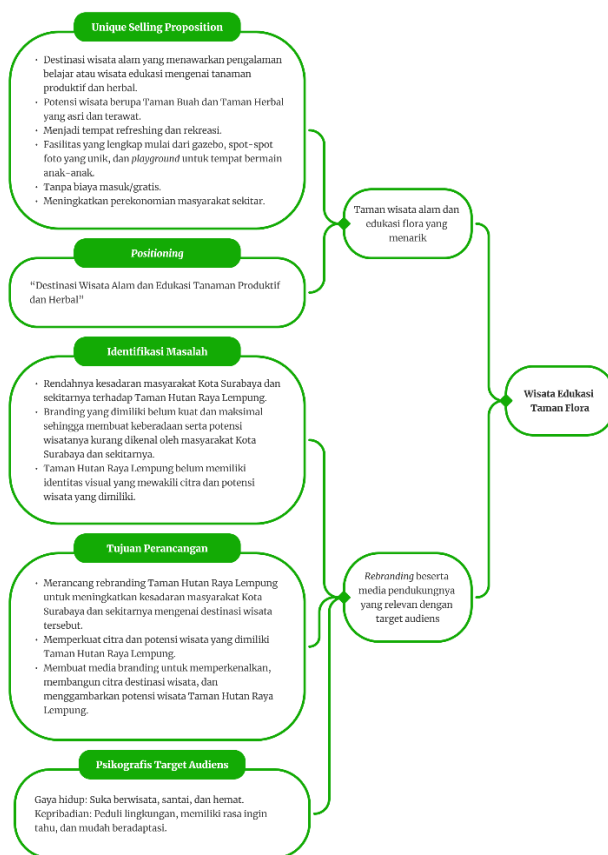 Unique Selling Proposition
· Destinasi wisata alam yang menawarkan pengalaman
belajar atau wisata edukasi mengenai tanaman
produktif dan herbal.
· Potensi wisata berupa Taman Buah dan Taman Herbal
yang asri dan terawat.
· Menjadi tempat refreshing dan rekreasi.
· Fasilitas yang lengkap mulai dari gazebo, spot-spot
foto yang unik, dan playground untuk tempat bermain
anak-anak.
· Tanpa biaya masuk/gratis.
· Meningkatkan perekonomian masyarakat sekitar.
Positioning
“Destinasi Wisata Alam dan Edukasi Tanaman Produktif
dan Herbal”
Taman wisata alam dan
edukasi flora yang
menarik
Identifikasi Masalah
· Rendahnya kesadaran masyarakat Kota Surabaya dan
sekitarnya terhadap Taman Hutan Raya Lempung.
· Branding yang dimiliki belum kuat dan maksimal
sehingga membuat keberadaan serta potensi
wisatanya kurang dikenal oleh masyarakat Kota
Surabaya dan sekitarnya.
· Taman Hutan Raya Lempung belum memiliki
identitas visual yang mewakili citra dan potensi
wisata yang dimiliki.
Tujuan Perancangan
· Merancang rebranding Taman Hutan Raya Lempung
untuk meningkatkan kesadaran masyarakat Kota
Surabaya dan sekitarnya mengenai destinasi wisata
tersebut.
· Memperkuat citra dan potensi wisata yang dimiliki
Taman Hutan Raya Lempung.
· Membuat media branding untuk memperkenalkan,
membangun citra destinasi wisata, dan
menggambarkan potensi wisata Taman Hutan Raya
Lempung.
Psikografis Target Audiens
Gaya hidup: Suka berwisata, santai, dan hemat.
Kepribadian: Peduli lingkungan, memiliki rasa ingin
tahu, dan mudah beradaptasi.
Rebranding beserta
media pendukungnya
yang relevan dengan
target audiens
Wisata Edukasi
Taman Flora